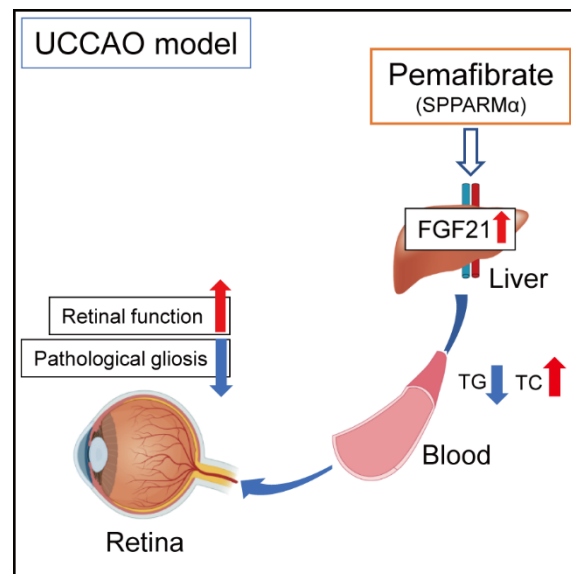 UCCAO model
Pemafibrate
(SPPARMα)
FGF21
Liver
Retinal function
Pathological gliosis
TG TC
Blood
Retina